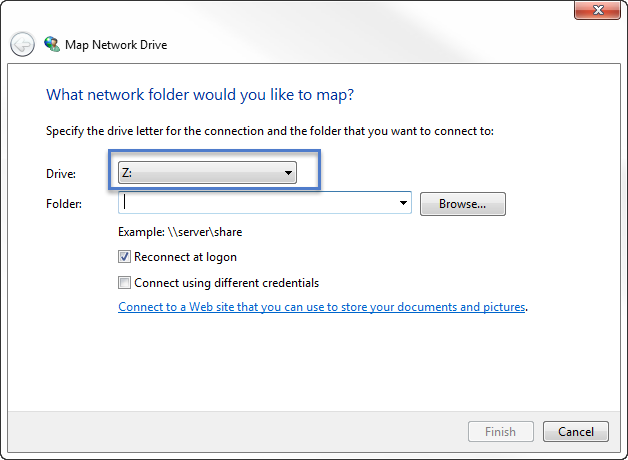 Map Network Drive
What network folder would you like to map?
Specify the drive letter for the connection and the folder that you want to connect to:
Drive: Z:
Folder: Browse...
Example: \\server\share
Reconnect at logon
Connect using different credentials
Connect to a Web site that you can use to store your documents and pictures.
Finish Cancel